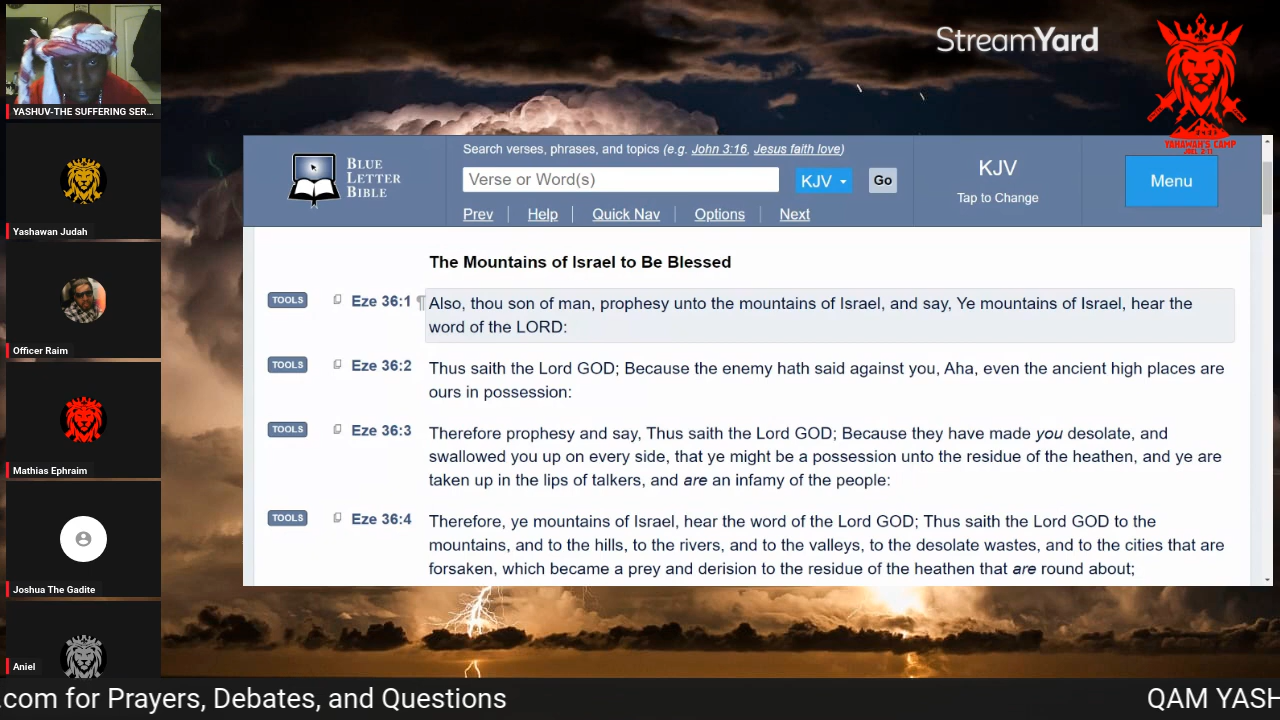 YASHUV-THE SUFFERING SER...
Yashawan Judah
Officer Raim
Mathias Ephraim
Joshua The Gadite
Aniel
StreamYard
YAHAWAH'S CAMP
JOEL 2:11
BLUE
LETTER
BIBLE
Search verses, phrases, and topics (e.g. John 3:16, Jesus faith love)
Verse or Word(s)
KJV
Go
Prev
Help
Quick Nav
Options
Next
KJV
Tap to Change
Menu
The Mountains of Israel to Be Blessed
TOOLS Eze 36:1 ¶ Also, thou son of man, prophesy unto the mountains of Israel, and say, Ye mountains of Israel, hear the
word of the LORD:
TOOLS Eze 36:2 Thus saith the Lord GOD; Because the enemy hath said against you, Aha, even the ancient high places are
ours in possession:
TOOLS Eze 36:3 Therefore prophesy and say, Thus saith the Lord GOD; Because they have made you desolate, and
swallowed you up on every side, that ye might be a possession unto the residue of the heathen, and ye are
taken up in the lips of talkers, and are an infamy of the people:
TOOLS Eze 36:4 Therefore, ye mountains of Israel, hear the word of the Lord GOD; Thus saith the Lord GOD to the
mountains, and to the hills, to the rivers, and to the valleys, to the desolate wastes, and to the cities that are
forsaken, which became a prey and derision to the residue of the heathen that are round about;
.com for Prayers, Debates, and Questions
QAM YASH